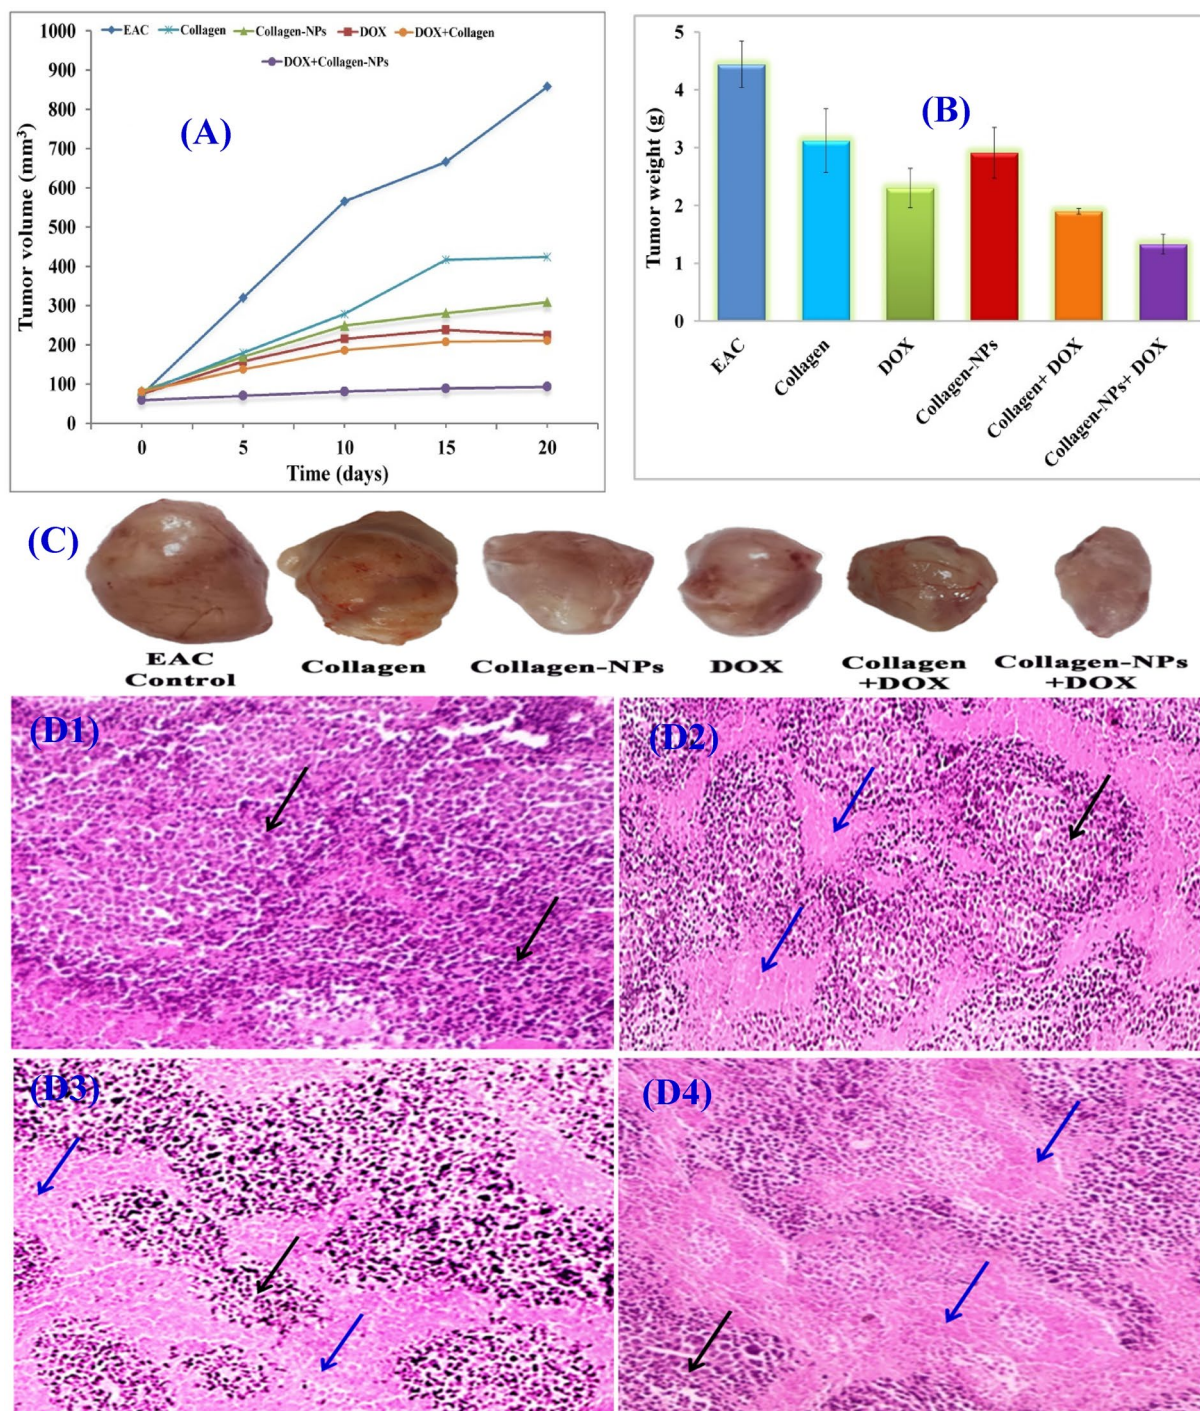 EAC Collagen Collagen-NPs DOX DOX+Collagen
DOX+Collagen-NPs
(A)
Tumor volume (mm³)
1000
900
800
700
600
500
400
300
200
100
0
0 5 10 15 20
Time (days)
(B)
Tumor weight (g)
5
4
3
2
1
0
EAC
Collagen
DOX
Collagen-NPs
Collagen+ DOX
Collagen-NPs+ DOX
(C)
EAC
Control
Collagen
Collagen-NPs
DOX
Collagen
+DOX
Collagen-NPs
+DOX
(D1)
(D2)
(D3)
(D4)